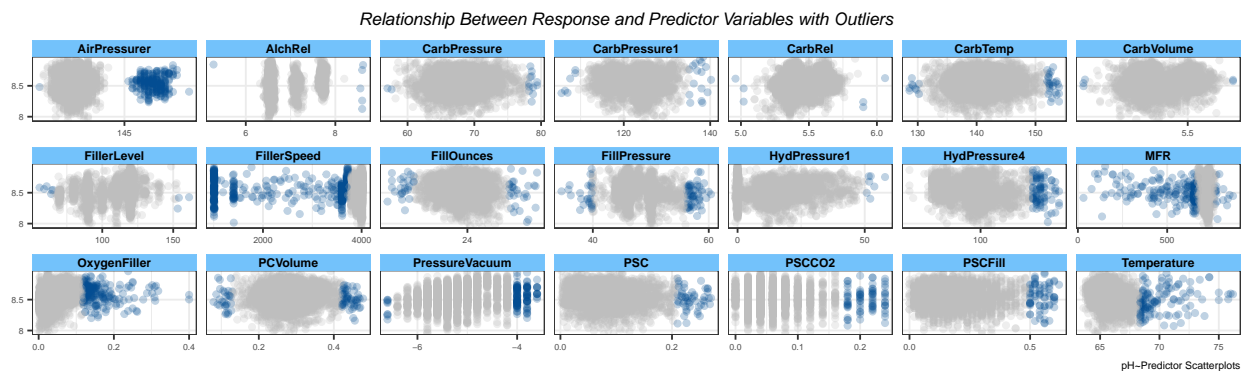 Relationship Between Response and Predictor Variables with Outliers
AirPressurer AlchRel CarbPressure CarbPressure1 CarbRel CarbTemp CarbVolume
8.5
8
145 6 7 8 60 70 80 120 140 5.0 5.5 6.0 130 140 150 5.5
FillerLevel FillerSpeed FillOunces FillPressure HydPressure1 HydPressure4 MFR
8.5
8
100 150 2000 4000 24 40 60 0 50 100 0 500
OxygenFiller PCVolume PressureVacuum PSC PSCCO2 PSCFill Temperature
8.5
8
0.0 0.2 0.4 0.2 0.4 −6 −4 0.0 0.2 0.0 0.1 0.2 0.0 0.5 65 70 75
pH−Predictor Scatterplots